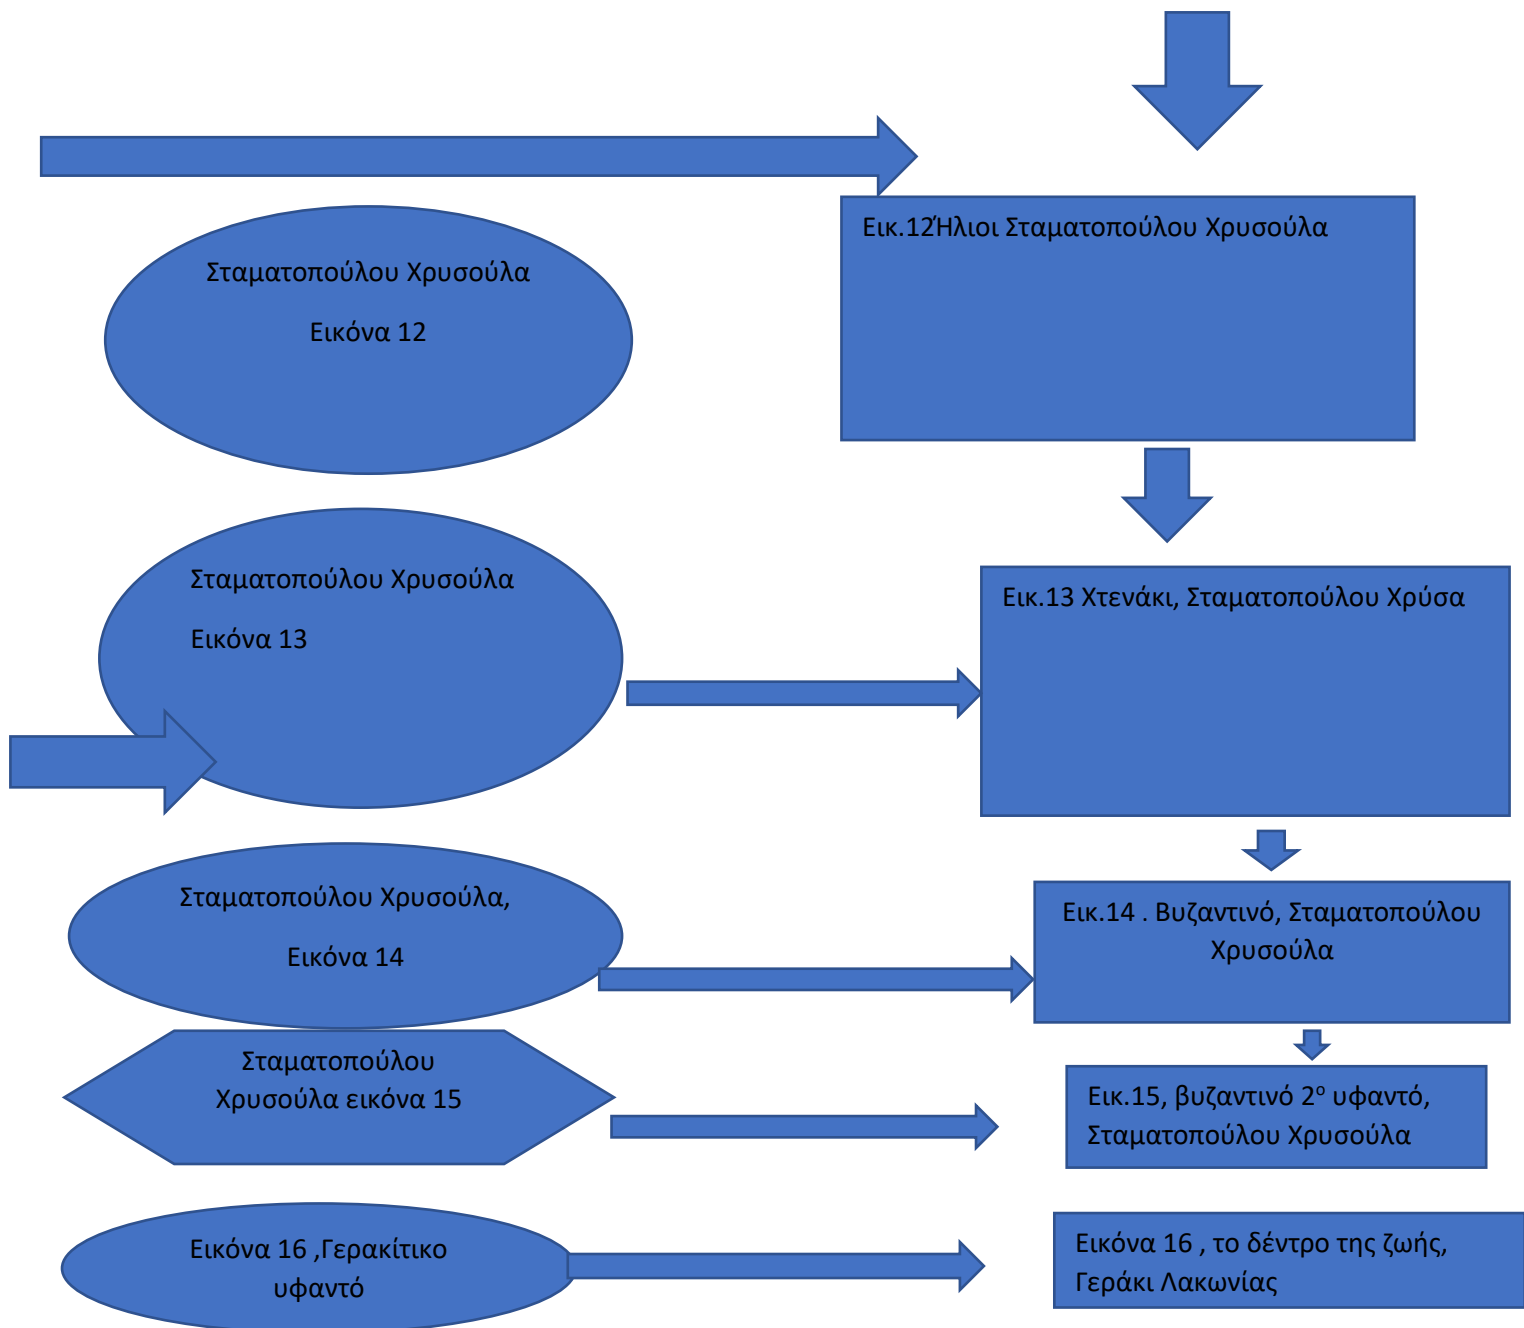 Εικ.12Ήλιοι Σταματοπούλου Χρυσούλα
Σταματοπούλου Χρυσούλα
Εικόνα 12
Σταματοπούλου Χρυσούλα
Εικόνα 13
Εικ.13 Χτενάκι, Σταματοπούλου Χρύσα
Σταματοπούλου Χρυσούλα,
Εικόνα 14
Εικ.14 . Βυζαντινό, Σταματοπούλου
Χρυσούλα
Σταματοπούλου
Χρυσούλα εικόνα 15
Εικ.15, βυζαντινό 2ο υφαντό,
Σταματοπούλου Χρυσούλα
Εικόνα 16 ,Γερακίτικο
υφαντό
Εικόνα 16 , το δέντρο της ζωής,
Γεράκι Λακωνίας